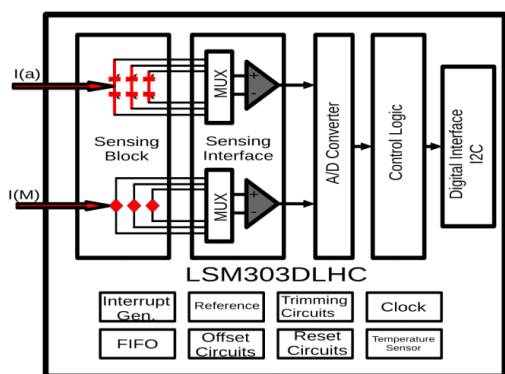 I(a)
I(M)
Sensing
Block
Sensing
Interface
MUX
+
-
MUX
+
-
A/D Converter
Control Logic
Digital Interface
I2C
LSM303DLHC
Interrupt
Gen.
Reference
Trimming
Circuits
Clock
FIFO
Offset
Circuits
Reset
Circuits
Temperature
Sensor